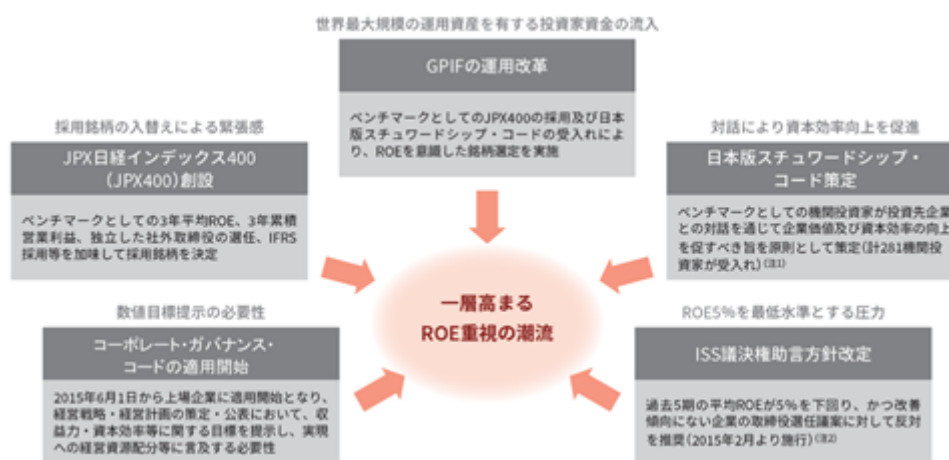 世界最大規模の運用資産を有する投資家資金の流入
GPIFの運用改革
ベンチマークとしてのJPX400の採用及び日本
版スチュワードシップ・コードの受入れによ
り、ROEを意識した銘柄選定を実施
採用銘柄の入替えによる緊張感
JPX日経インデックス400
(JPX400)創設
ベンチマークとしての3年平均ROE、3年累積
営業利益、独立した社外取締役の選任、IFRS
採用等を加味して採用銘柄を決定
対話により資本効率向上を促進
日本版スチュワードシップ・
コード策定
ベンチマークとしての機関投資家が投資先企業
との対話を通じて企業価値及び資本効率の向上
を促すべき旨を原則として策定(計281機関投
資家が受入れ)(注1)
一層高まる
ROE重視の潮流
数値目標提示の必要性
コーポレート・ガバナンス・
コードの適用開始
2015年6月1日から上場企業に適用開始となり、
経営戦略・経営計画の策定・公表において、収
益力・資本効率等に関する目標を提示し、実現
への経営資源配分等に言及する必要性
ROE5%を最低水準とする圧力
ISS議決権助言方針改定
過去5期の平均ROEが5%を下回り、かつ改善
傾向にない企業の取締役選任議案に対して反対
を推奨(2015年2月より施行)(注2)